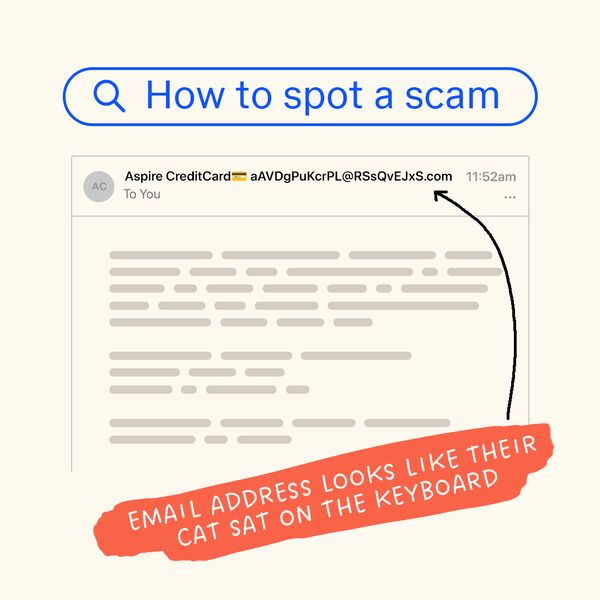 How to spot a scam
AC
Aspire CreditCard💳 aAVDgPuKcrPL@RSsQvEJxS.com 11:52am
To You ...
EMAIL ADDRESS LOOKS LIKE THEIR
CAT SAT ON THE KEYBOARD